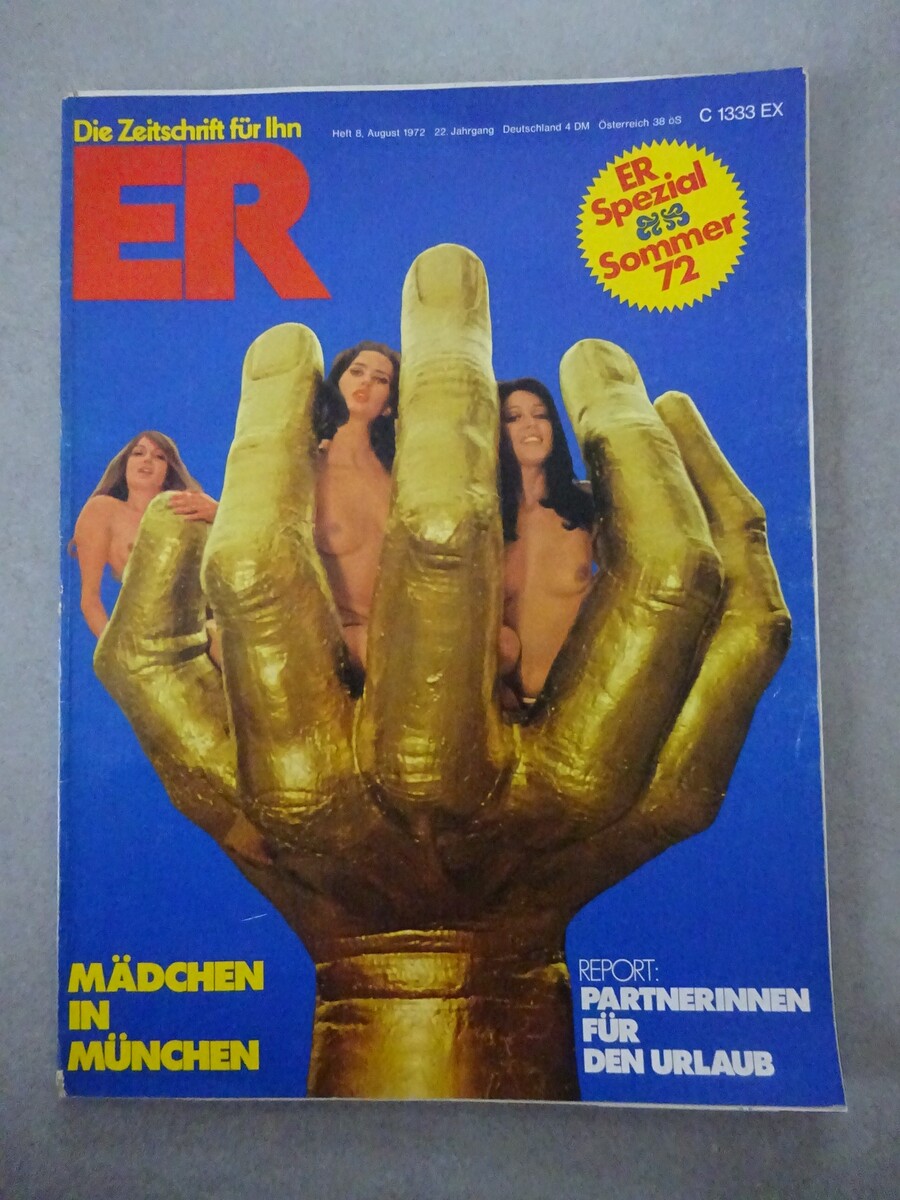 Die Zeitschrift für Ihn
Heft 8, August 1972 22. Jahrgang Deutschland 4 DM Österreich 38 öS C 1333 EX
ER
ER
Spezial
Sommer
72
MÄDCHEN
IN
MÜNCHEN
REPORT:
PARTNERINNEN
FÜR
DEN URLAUB